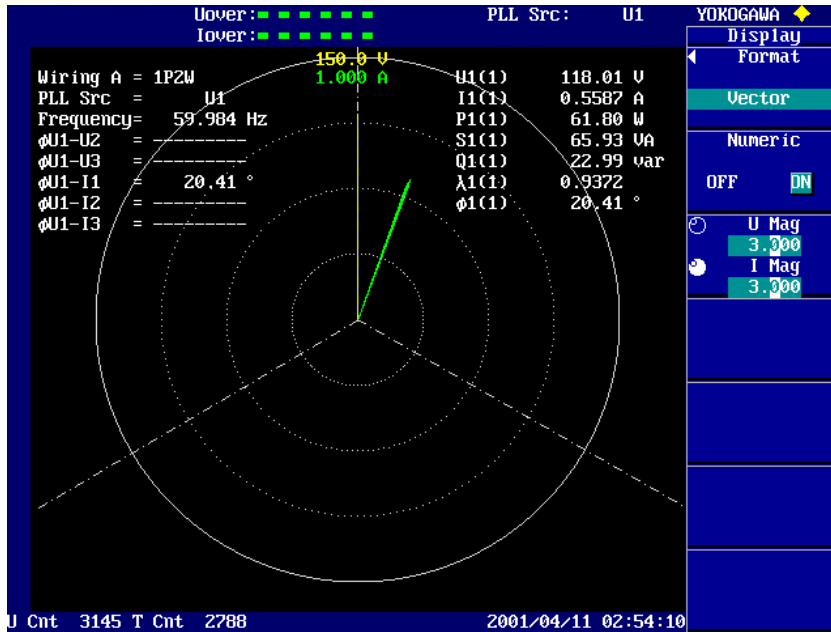 Uover: PLL Src: U1 YOKOGAWA
Iover: Display
150.0 V Format
Wiring A = 1P2W 1.000 A U1(1) 118.01 V
PLL Src = U1 I1(1) 0.5587 A Vector
Frequency= 59.984 Hz P1(1) 61.80 W
ϕU1-U2 = --------- S1(1) 65.93 VA Numeric
ϕU1-U3 = --------- Q1(1) 22.99 var
ϕU1-I1 = 20.41 ° λ1(1) 0.9372 OFF ON
ϕU1-I2 = --------- ϕ1(1) 20.41 °
ϕU1-I3 = --------- U Mag
3.000
I Mag
3.000
U Cnt 3145 T Cnt 2788 2001/04/11 02:54:10